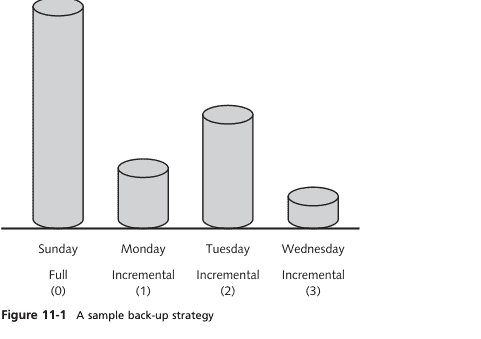 Sunday Monday Tuesday Wednesday
Full Incremental Incremental Incremental
(0) (1) (2) (3)
Figure 11-1 A sample back-up strategy